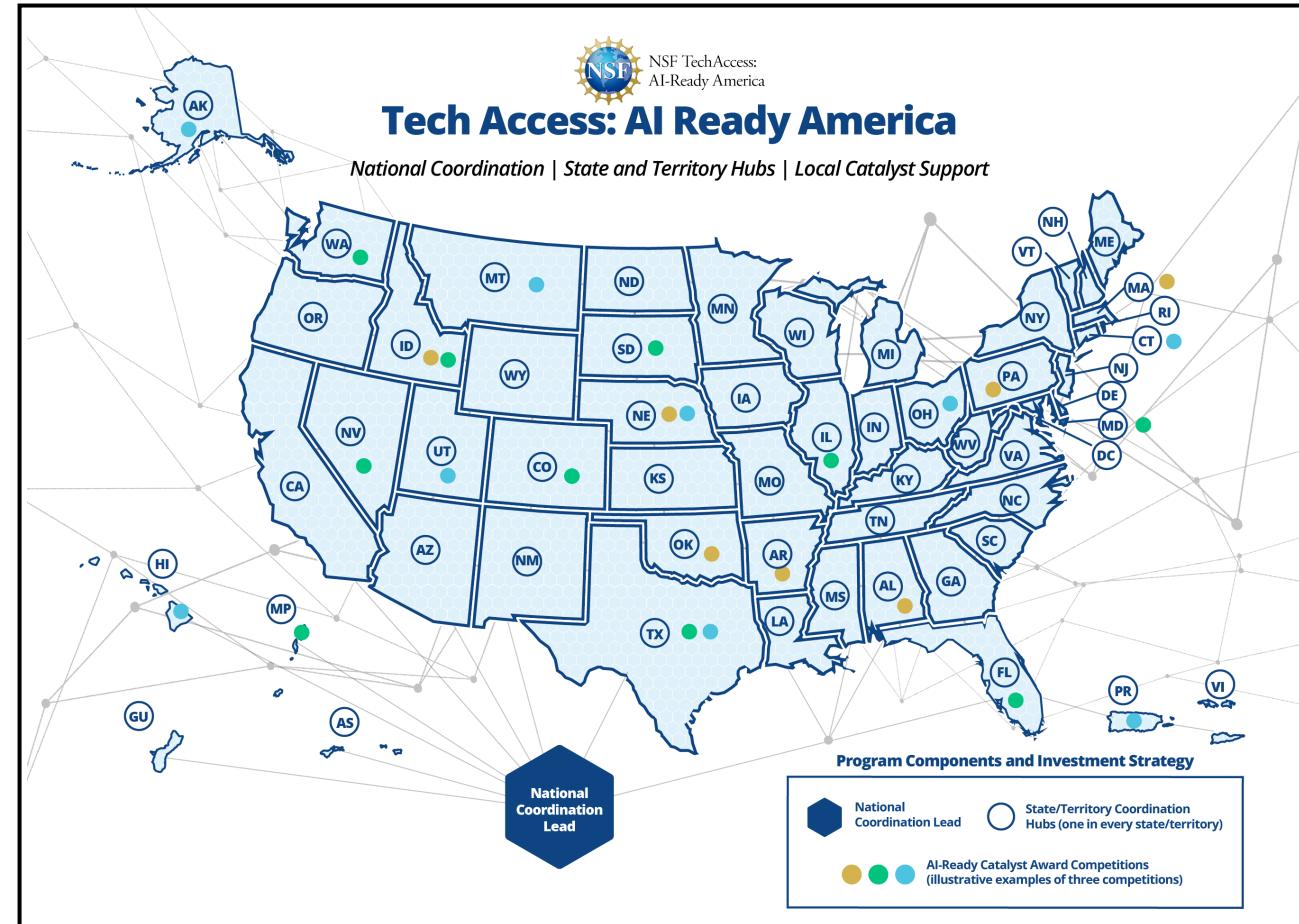 NSF
NSF TechAccess:
AI-Ready America
Tech Access: AI Ready America
National Coordination | State and Territory Hubs | Local Catalyst Support
AK
WA
OR
ID
MT
WY
ND
SD
NE
MN
WI
MI
IA
NV
UT
CO
CA
AZ
NM
KS
MO
OK
AR
TX
LA
IL
IN
OH
KY
TN
MS
AL
GA
FL
SC
NC
VA
WV
PA
NY
VT
NH
ME
MA
RI
CT
NJ
DE
MD
DC
HI
MP
GU
AS
PR
VI
National
Coordination
Lead
Program Components and Investment Strategy
National
Coordination Lead
State/Territory Coordination
Hubs (one in every state/territory)
AI-Ready Catalyst Award Competitions
(illustrative examples of three competitions)